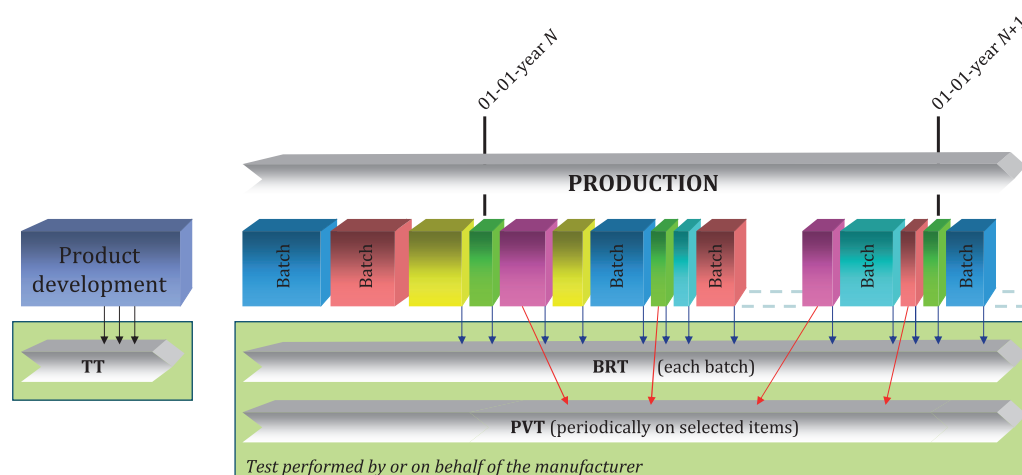 01-01-year N
01-01-year N+1
PRODUCTION
Product
development
Batch
Batch
Batch
Batch
Batch
Batch
TT
BRT (each batch)
PVT (periodically on selected items)
Test performed by or on behalf of the manufacturer